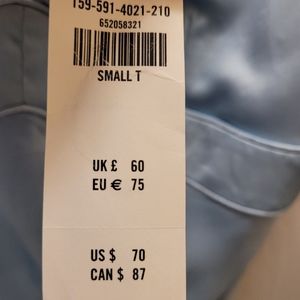 159-591-4021-210
652058321
SMALL T
UK £ 60
EU € 75
US $ 70
CAN $ 87